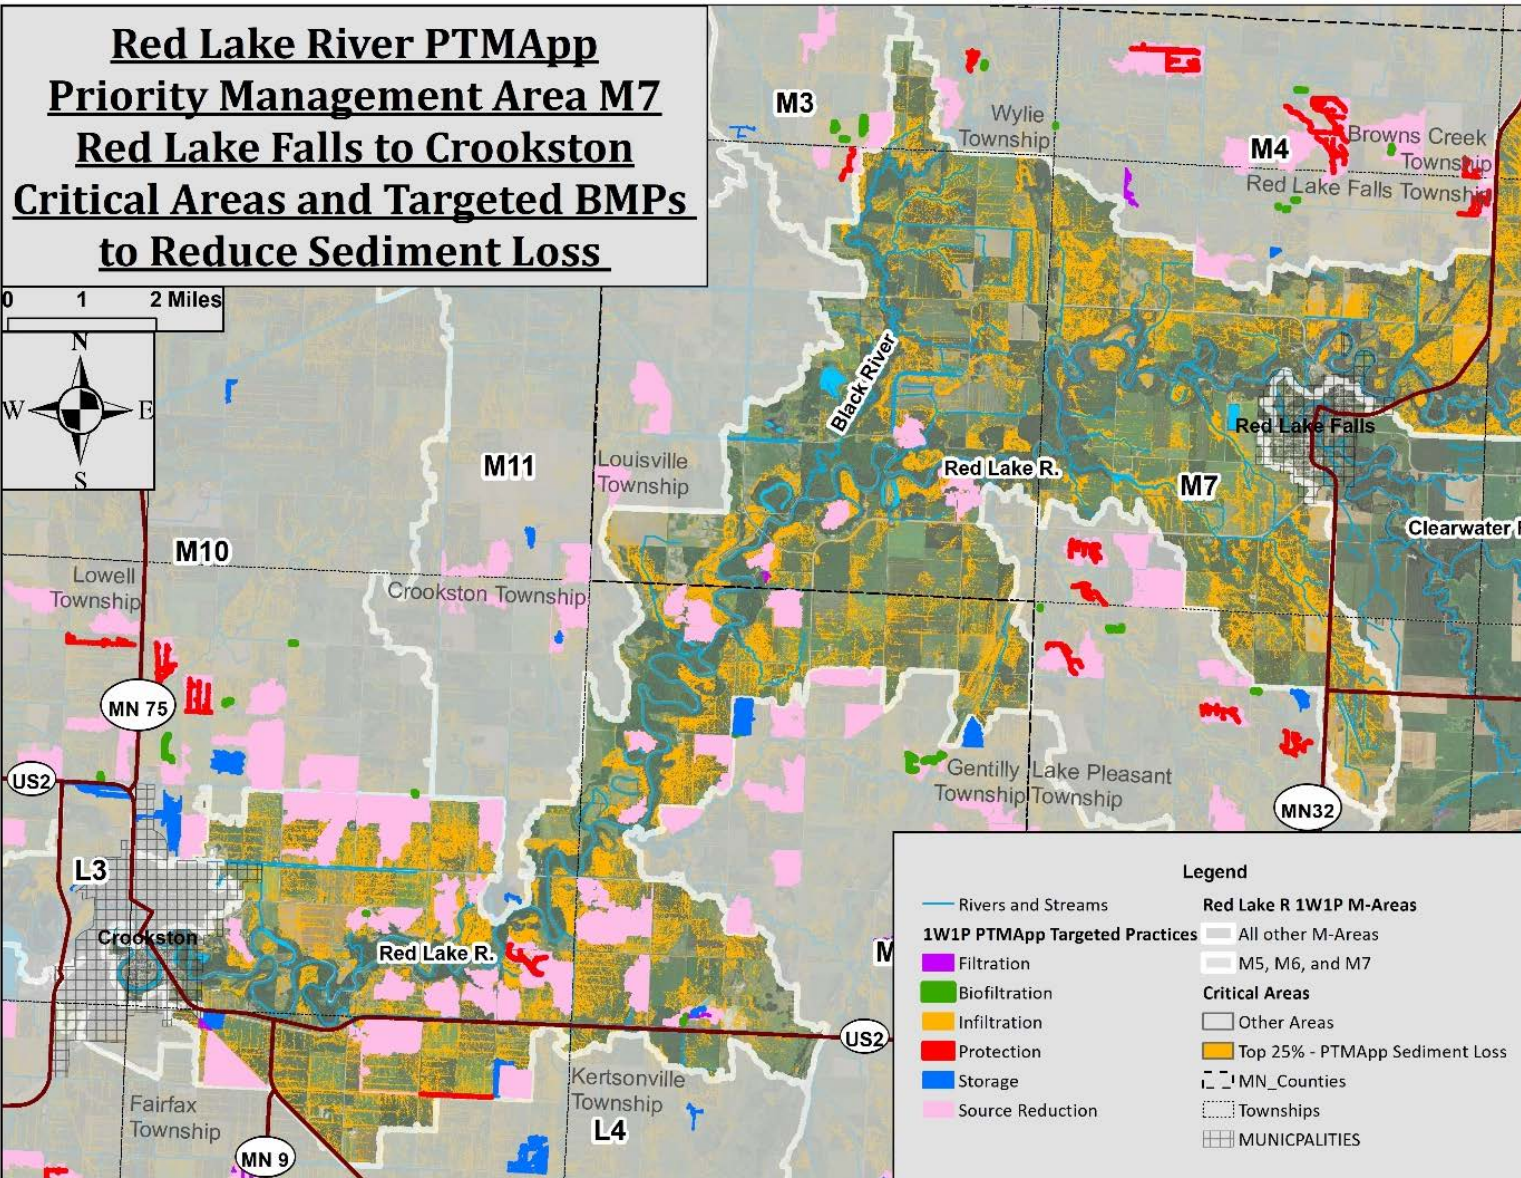 Red Lake River PTMApp
Priority Management Area M7
Red Lake Falls to Crookston
Critical Areas and Targeted BMPs
to Reduce Sediment Loss
0 1 2 Miles
N
W E
S
M3
Wylie
Township
M4
Browns Creek
Township
Red Lake Falls Township
Black River
M11
Louisville
Township
Red Lake R.
M7
Red Lake Falls
Clearwater
M10
Lowell
Township
Crookston Township
MN 75
US2
Gentilly
Township
Lake Pleasant
Township
MN32
L3
Crookston
Red Lake R.
M
US2
Kertsonville
Township
L4
Fairfax
Township
MN 9
Legend
Rivers and Streams
1W1P PTMApp Targeted Practices
Filtration
Biofiltration
Infiltration
Protection
Storage
Source Reduction
Red Lake R 1W1P M-Areas
All other M-Areas
M5, M6, and M7
Critical Areas
Other Areas
Top 25% - PTMApp Sediment Loss
MN_Counties
Townships
MUNICPALITIES